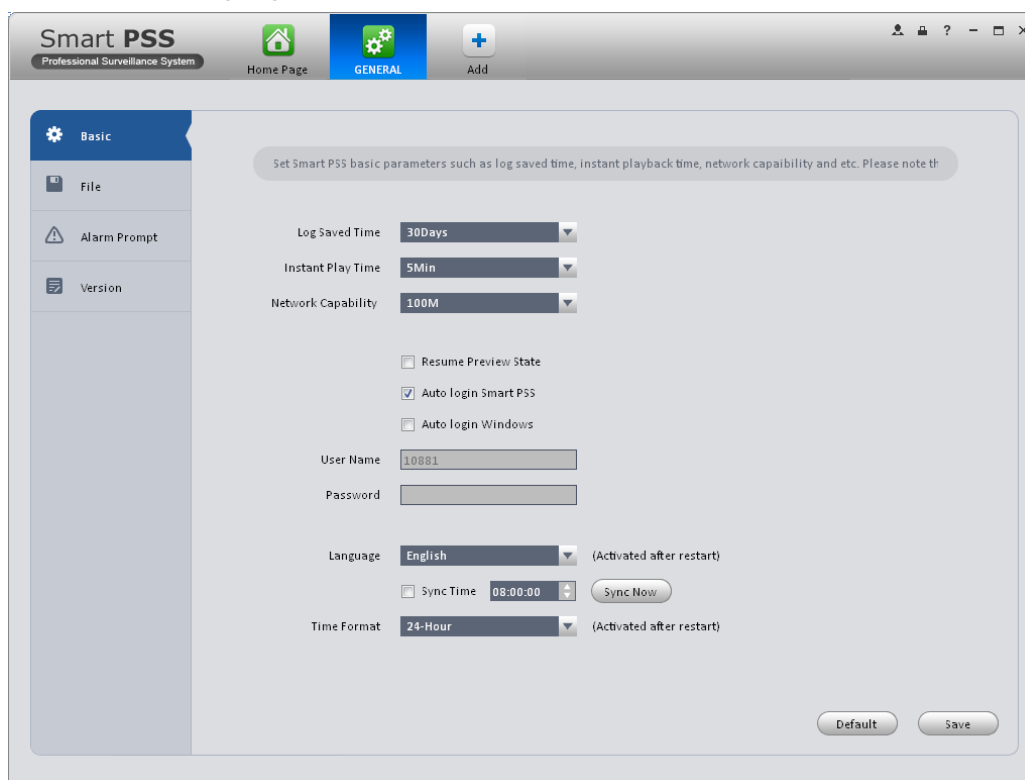 Smart PSS
Professional Surveillance System
Home Page
GENERAL
Add
?
Basic
File
Alarm Prompt
Version
Set Smart PSS basic parameters such as log saved time, instant playback time, network capaibility and etc. Please note th
Log Saved Time 30Days
Instant Play Time 5Min
Network Capability 100M
Resume Preview State
Auto login Smart PSS
Auto login Windows
User Name 10881
Password
Language English (Activated after restart)
Sync Time 08:00:00 Sync Now
Time Format 24-Hour (Activated after restart)
Default Save